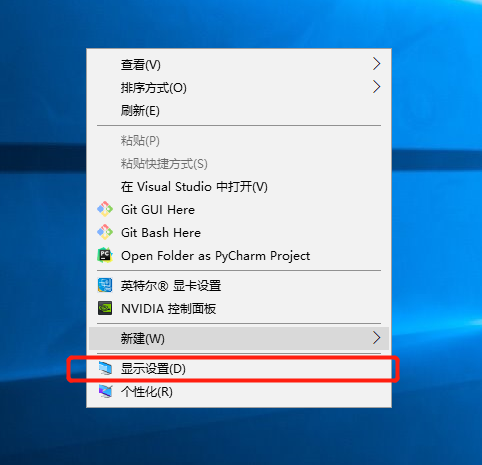 查看(V)
排序方式(O)
刷新(E)
粘贴(P)
粘贴快捷方式(S)
在 Visual Studio 中打开(V)
Git GUI Here
Git Bash Here
Open Folder as PyCharm Project
英特尔® 显卡设置
NVIDIA 控制面板
新建(W)
显示设置(D)
个性化(R)